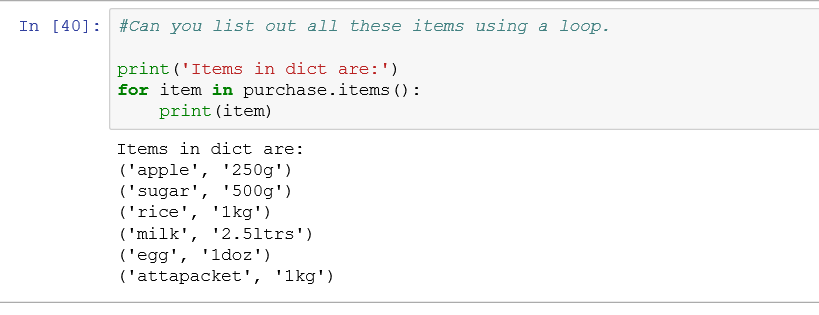 In [40]: #Can you list out all these items using a loop.
print('Items in dict are:')
for item in purchase.items():
    print(item)
Items in dict are:
('apple', '250g')
('sugar', '500g')
('rice', '1kg')
('milk', '2.5ltrs')
('egg', '1doz')
('attapacket', '1kg')